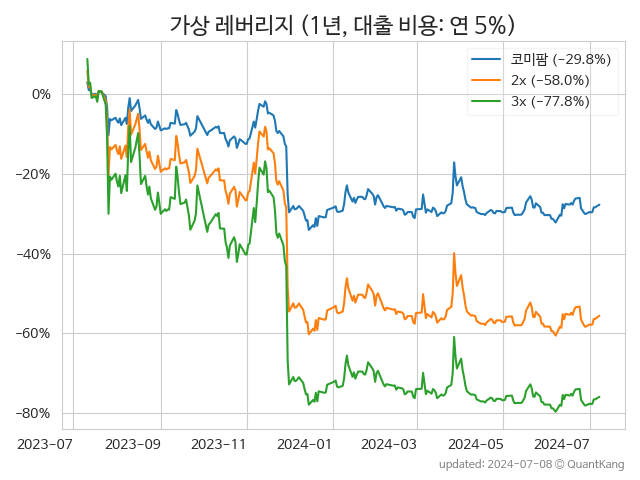 가상 레버리지 (1년, 대출 비용: 연 5%)
코미팜 (−29.8%)
2x (−58.0%)
3x (−77.8%)
0%
−20%
−40%
−60%
−80%
2023-07 2023-09 2023-11 2024-01 2024-03 2024-05 2024-07
updated: 2024-07-08 © QuantKang